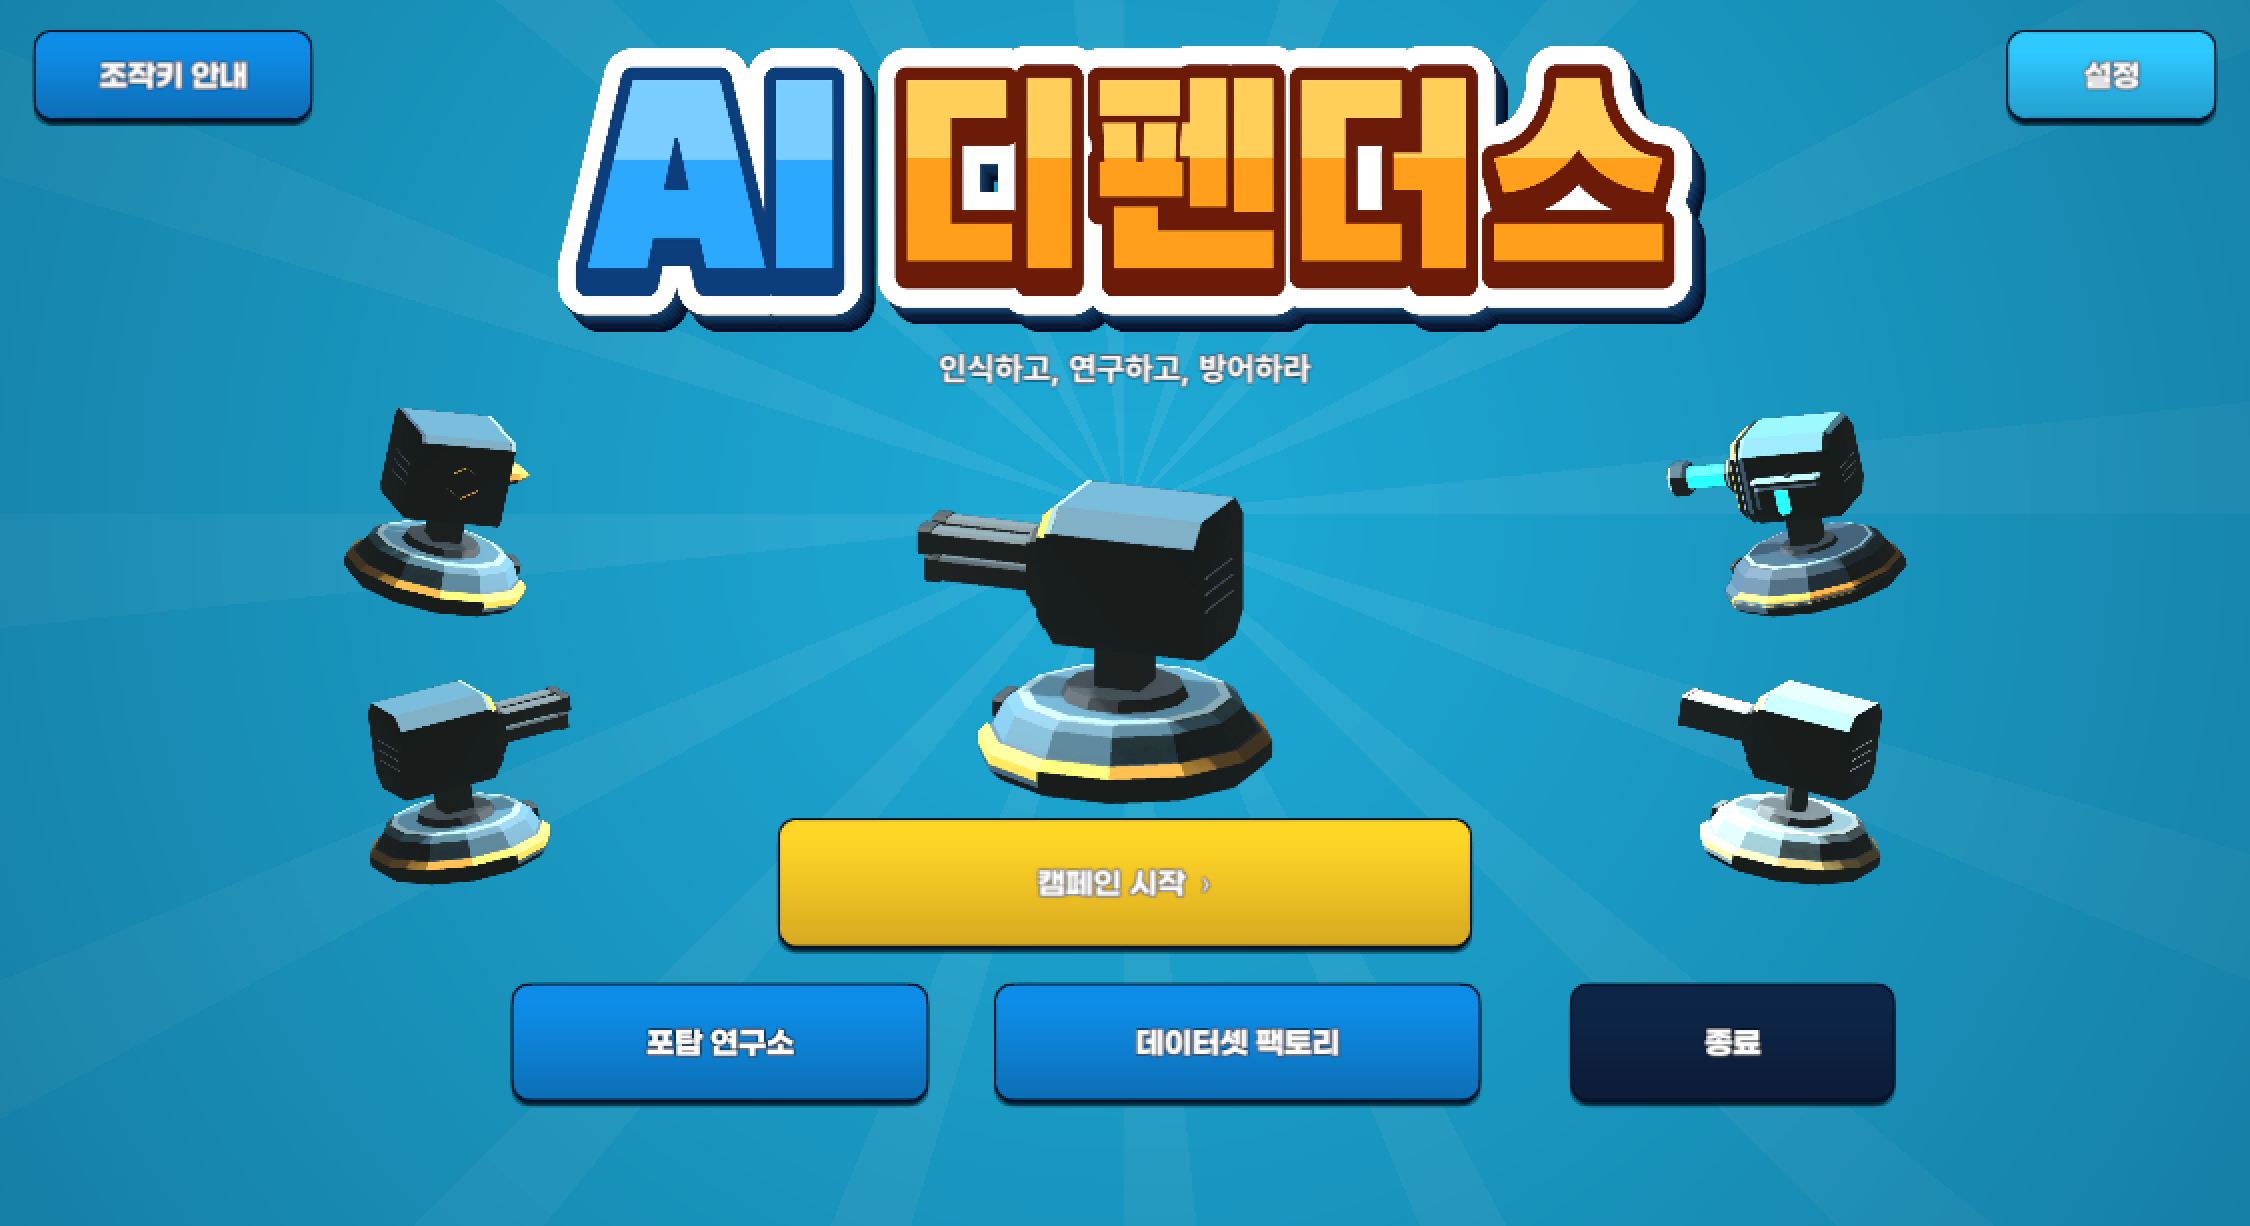 조작키 안내
설정
AI 디펜더스
인식하고, 연구하고, 방어하라
캠페인 시작 ›
포탑 연구소
데이터셋 팩토리
종료